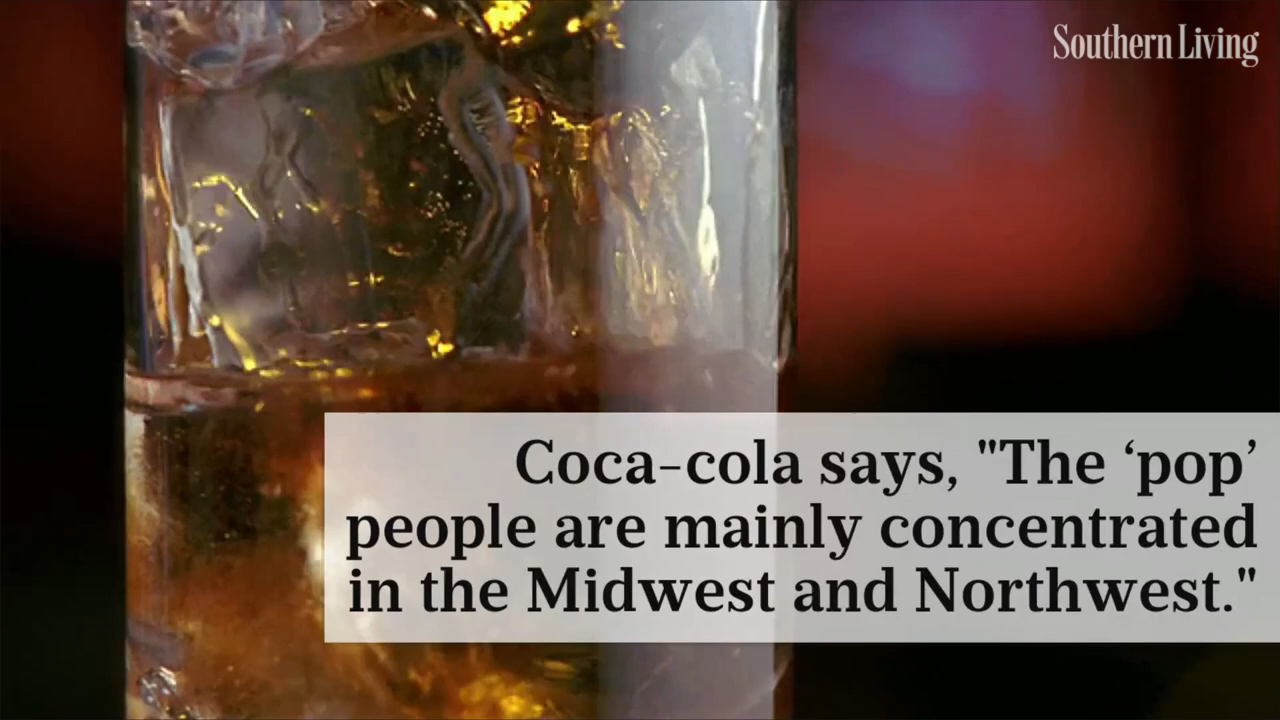 Southern Living
Coca-cola says, "The ‘pop’
people are mainly concentrated
in the Midwest and Northwest."